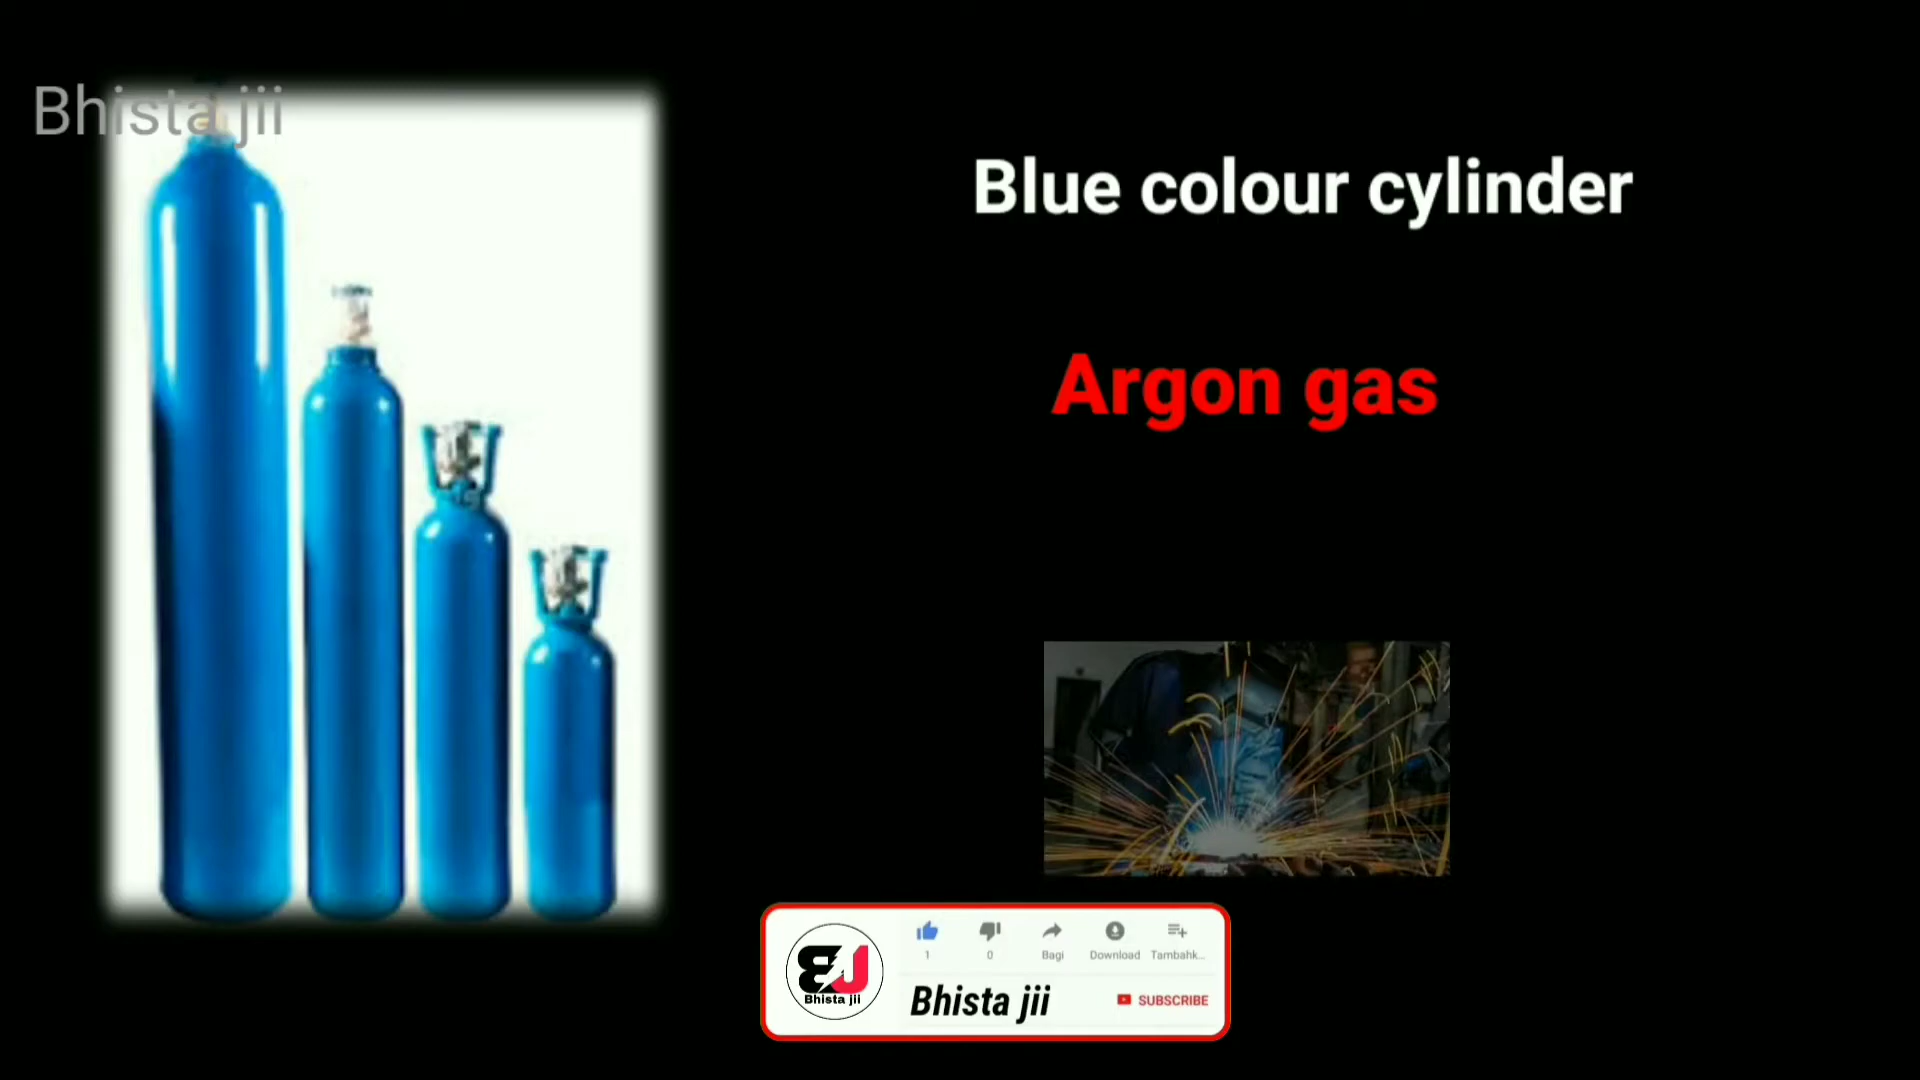 Bhista jii
Blue colour cylinder
Argon gas
1
0
Bagi
Download
Tambahk...
Bhista jii
Bhista jii
SUBSCRIBE